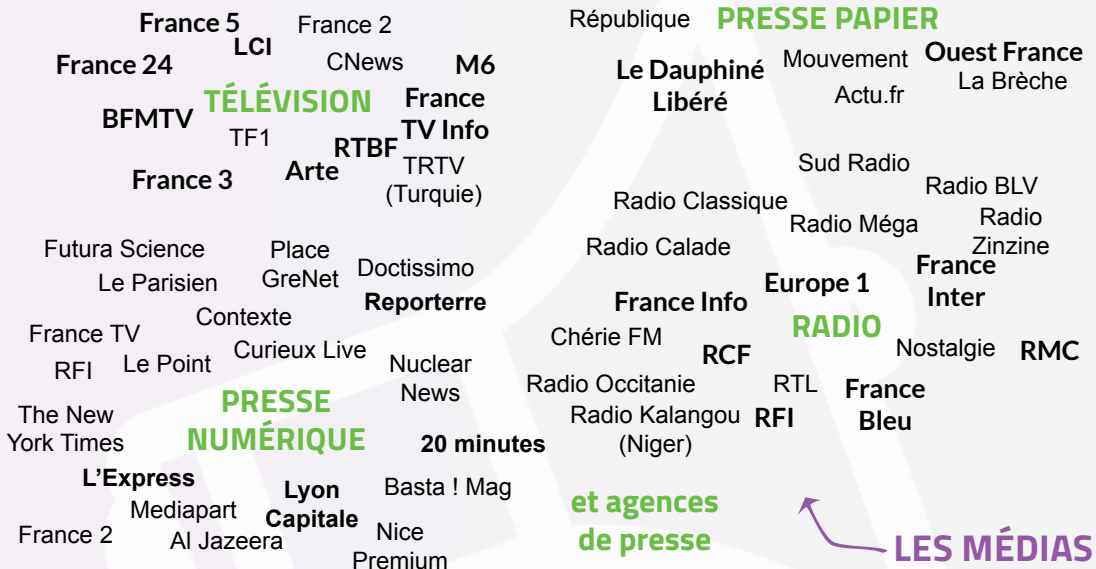 France 5
France 2
LCI
France 24
CNews
M6
TÉLÉVISION
France
TV Info
BFMTV
TF1
RTBF
Arte
TRTV
(Turquie)
France 3
République
PRESSE PAPIER
Le Dauphiné
Libéré
Mouvement
Ouest France
La Brèche
Actu.fr
Sud Radio
Radio BLV
Radio Classique
Radio Méga
Radio
Zinzine
Radio Calade
France
Inter
Europe 1
France Info
RADIO
Chérie FM
RCF
Nostalgie
RMC
Radio Occitanie
RTL
France
Bleu
Radio Kalangou
(Niger)
RFI
Futura Science
Place
GreNet
Doctissimo
Le Parisien
Reporterre
Contexte
France TV
Curieux Live
RFI
Le Point
Nuclear
News
PRESSE
NUMÉRIQUE
The New
York Times
20 minutes
L'Express
Lyon
Capitale
Basta ! Mag
Mediapart
France 2
Al Jazeera
Nice
Premium
et agences
de presse
LES MÉDIAS